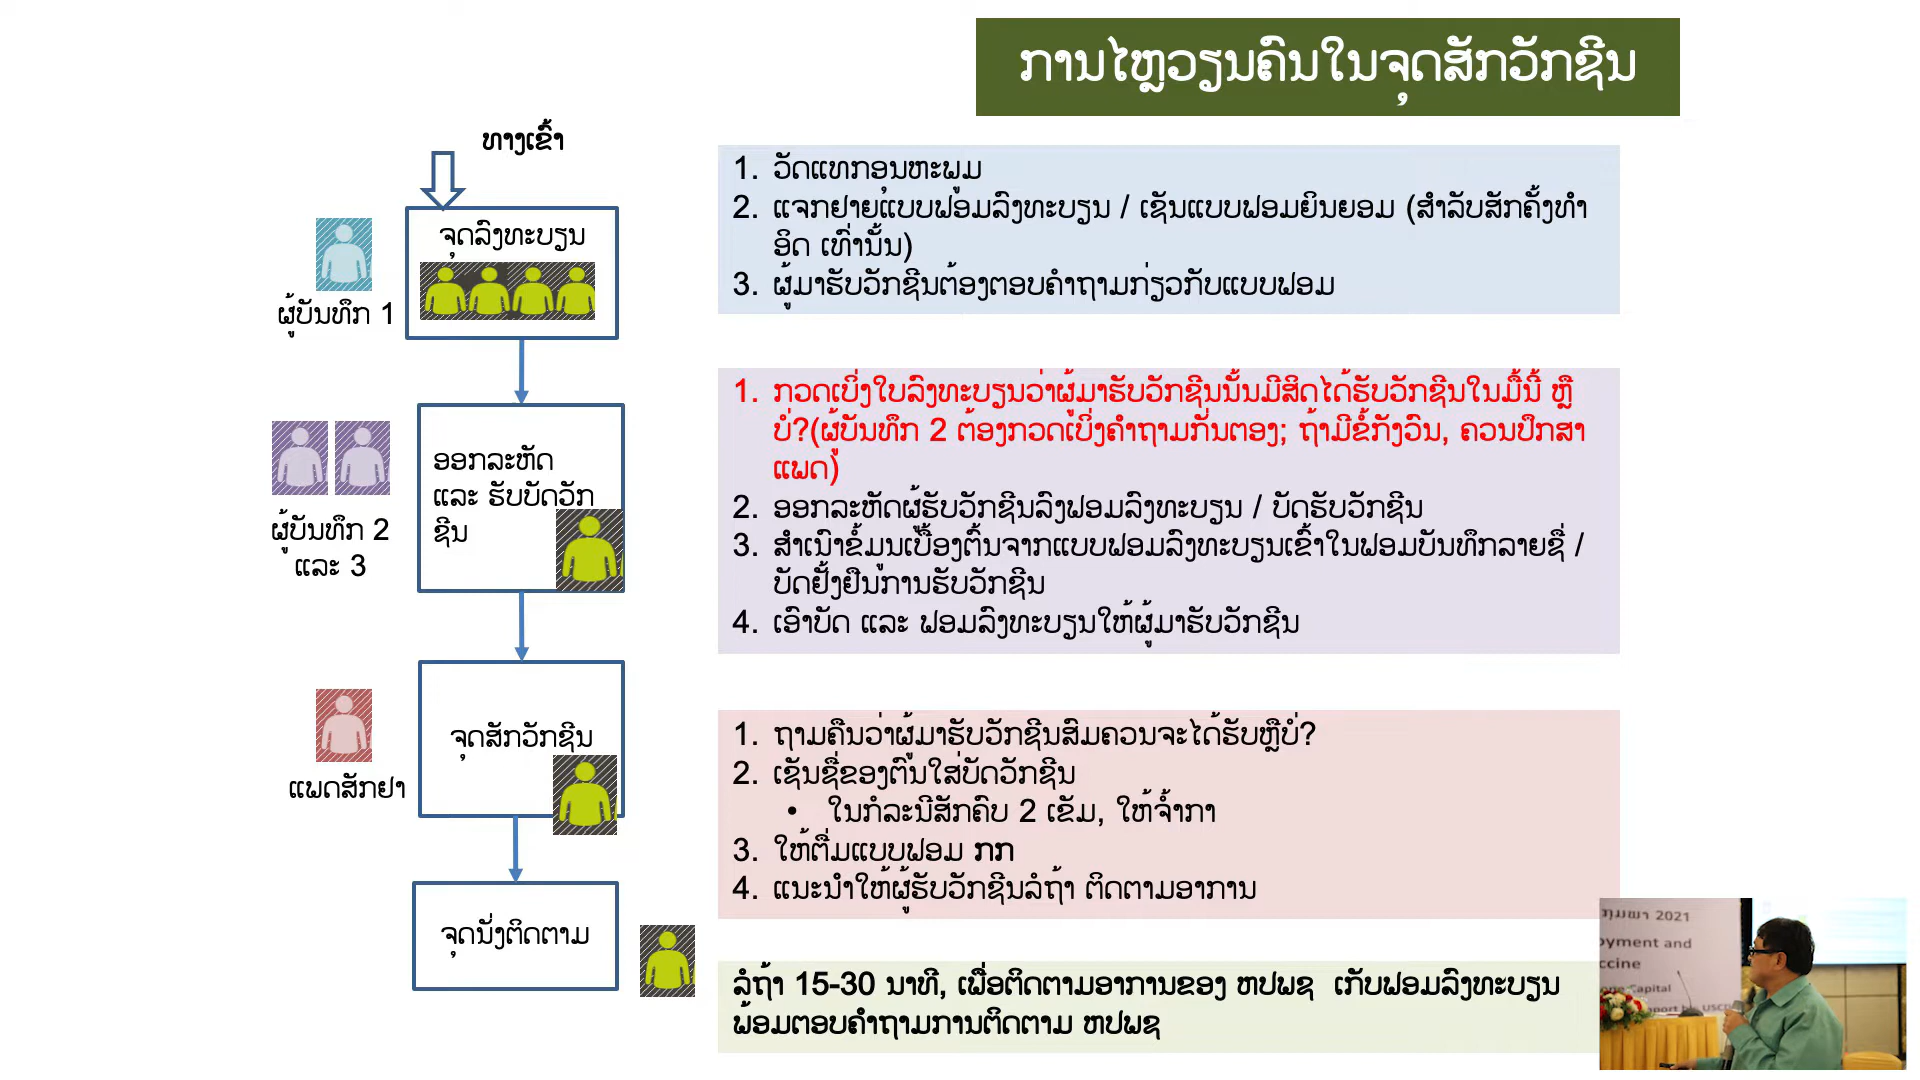 ການໄຫຼວຽນຄົນໃນຈຸດສັກວັກຊີນ
ທາງເຂົ້າ
ຈຸດລົງທະບຽນ
ຜູ້ບັນທຶກ 1
1. ວັດແທກອຸນຫະພູມ
2. ແຈກຢາຍແບບຟອມລົງທະບຽນ / ເຊັນແບບຟອມຍິນຍອມ (ສຳລັບສັກຄັ້ງທຳ
ອິດ ເທົ່ານັ້ນ)
3. ຜູ້ມາຮັບວັກຊີນຕ້ອງຕອບຄຳຖາມກ່ຽວກັບແບບຟອມ
ອອກລະຫັດ
ແລະ ຮັບບັດວັກ
ຊີນ
ຜູ້ບັນທຶກ 2
ແລະ 3
1. ກວດເບິ່ງໃບລົງທະບຽນວ່າຜູ້ມາຮັບວັກຊີນນັ້ນມີສິດໄດ້ຮັບວັກຊີນໃນມື້ນີ້ ຫຼື
ບໍ່?(ຜູ້ບັນທຶກ 2 ຕ້ອງກວດເບິ່ງຄຳຖາມກັ່ນຕອງ; ຖ້າມີຂໍ້ກັງວົນ, ຄວນປຶກສາ
ແພດ)
2. ອອກລະຫັດຜູ້ຮັບວັກຊີນລົງຟອມລົງທະບຽນ / ບັດຮັບວັກຊີນ
3. ສຳເນົາຂໍ້ມູນເບື້ອງຕົ້ນຈາກແບບຟອມລົງທະບຽນເຂົ້າໃນຟອມບັນທຶກລາຍຊື່ /
ບັດຢັ້ງຢືນການຮັບວັກຊີນ
4. ເອົາບັດ ແລະ ຟອມລົງທະບຽນໃຫ້ຜູ້ມາຮັບວັກຊີນ
ຈຸດສັກວັກຊີນ
ແພດສັກຢາ
1. ຖາມຄືນວ່າຜູ້ມາຮັບວັກຊີນສົມຄວນຈະໄດ້ຮັບຫຼືບໍ່?
2. ເຊັນຊື່ຂອງຕົນໃສ່ບັດວັກຊີນ
• ໃນກໍລະນີສັກຄົບ 2 ເຂັມ, ໃຫ້ຈ້ຳກາ
3. ໃຫ້ຕື່ມແບບຟອມ ກກ
4. ແນະນຳໃຫ້ຜູ້ຮັບວັກຊີນລໍຖ້າ ຕິດຕາມອາການ
ຈຸດນັ່ງຕິດຕາມ
ລໍຖ້າ 15-30 ນາທີ, ເພື່ອຕິດຕາມອາການຂອງ ຫປພຊ ເກັບຟອມລົງທະບຽນ
ພ້ອມຕອບຄຳຖາມການຕິດຕາມ ຫປພຊ
ກຸມພາ 2021
oyment and
ccine
one Capital
USCD